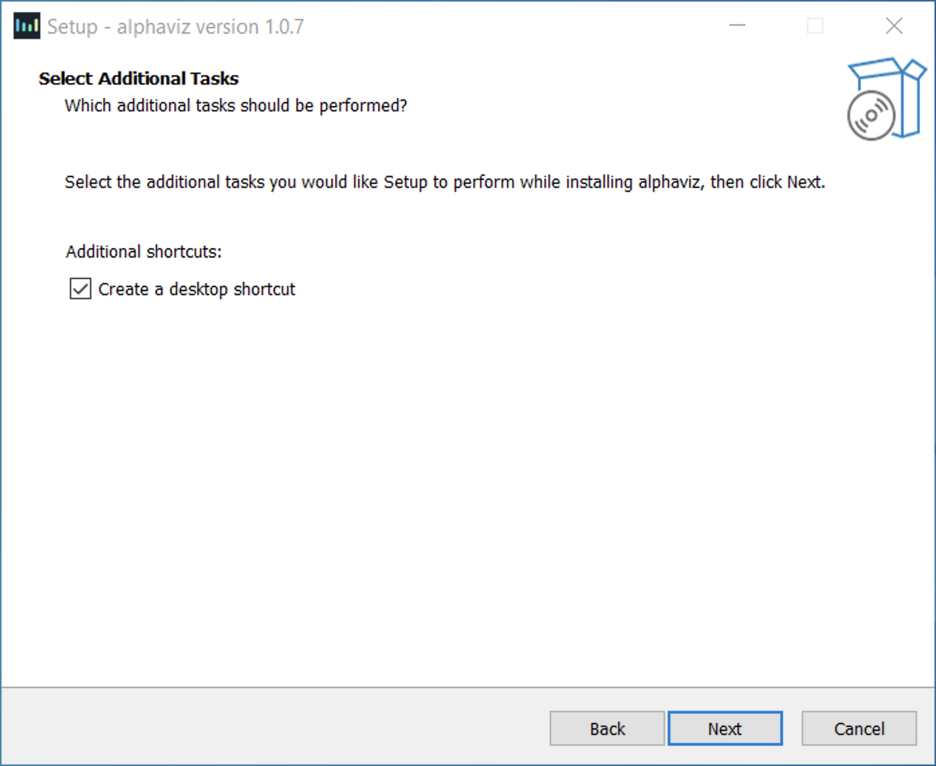 Setup - alphaviz version 1.0.7
Select Additional Tasks
Which additional tasks should be performed?
Select the additional tasks you would like Setup to perform while installing alphaviz, then click Next.
Additional shortcuts:
Create a desktop shortcut
Back Next Cancel